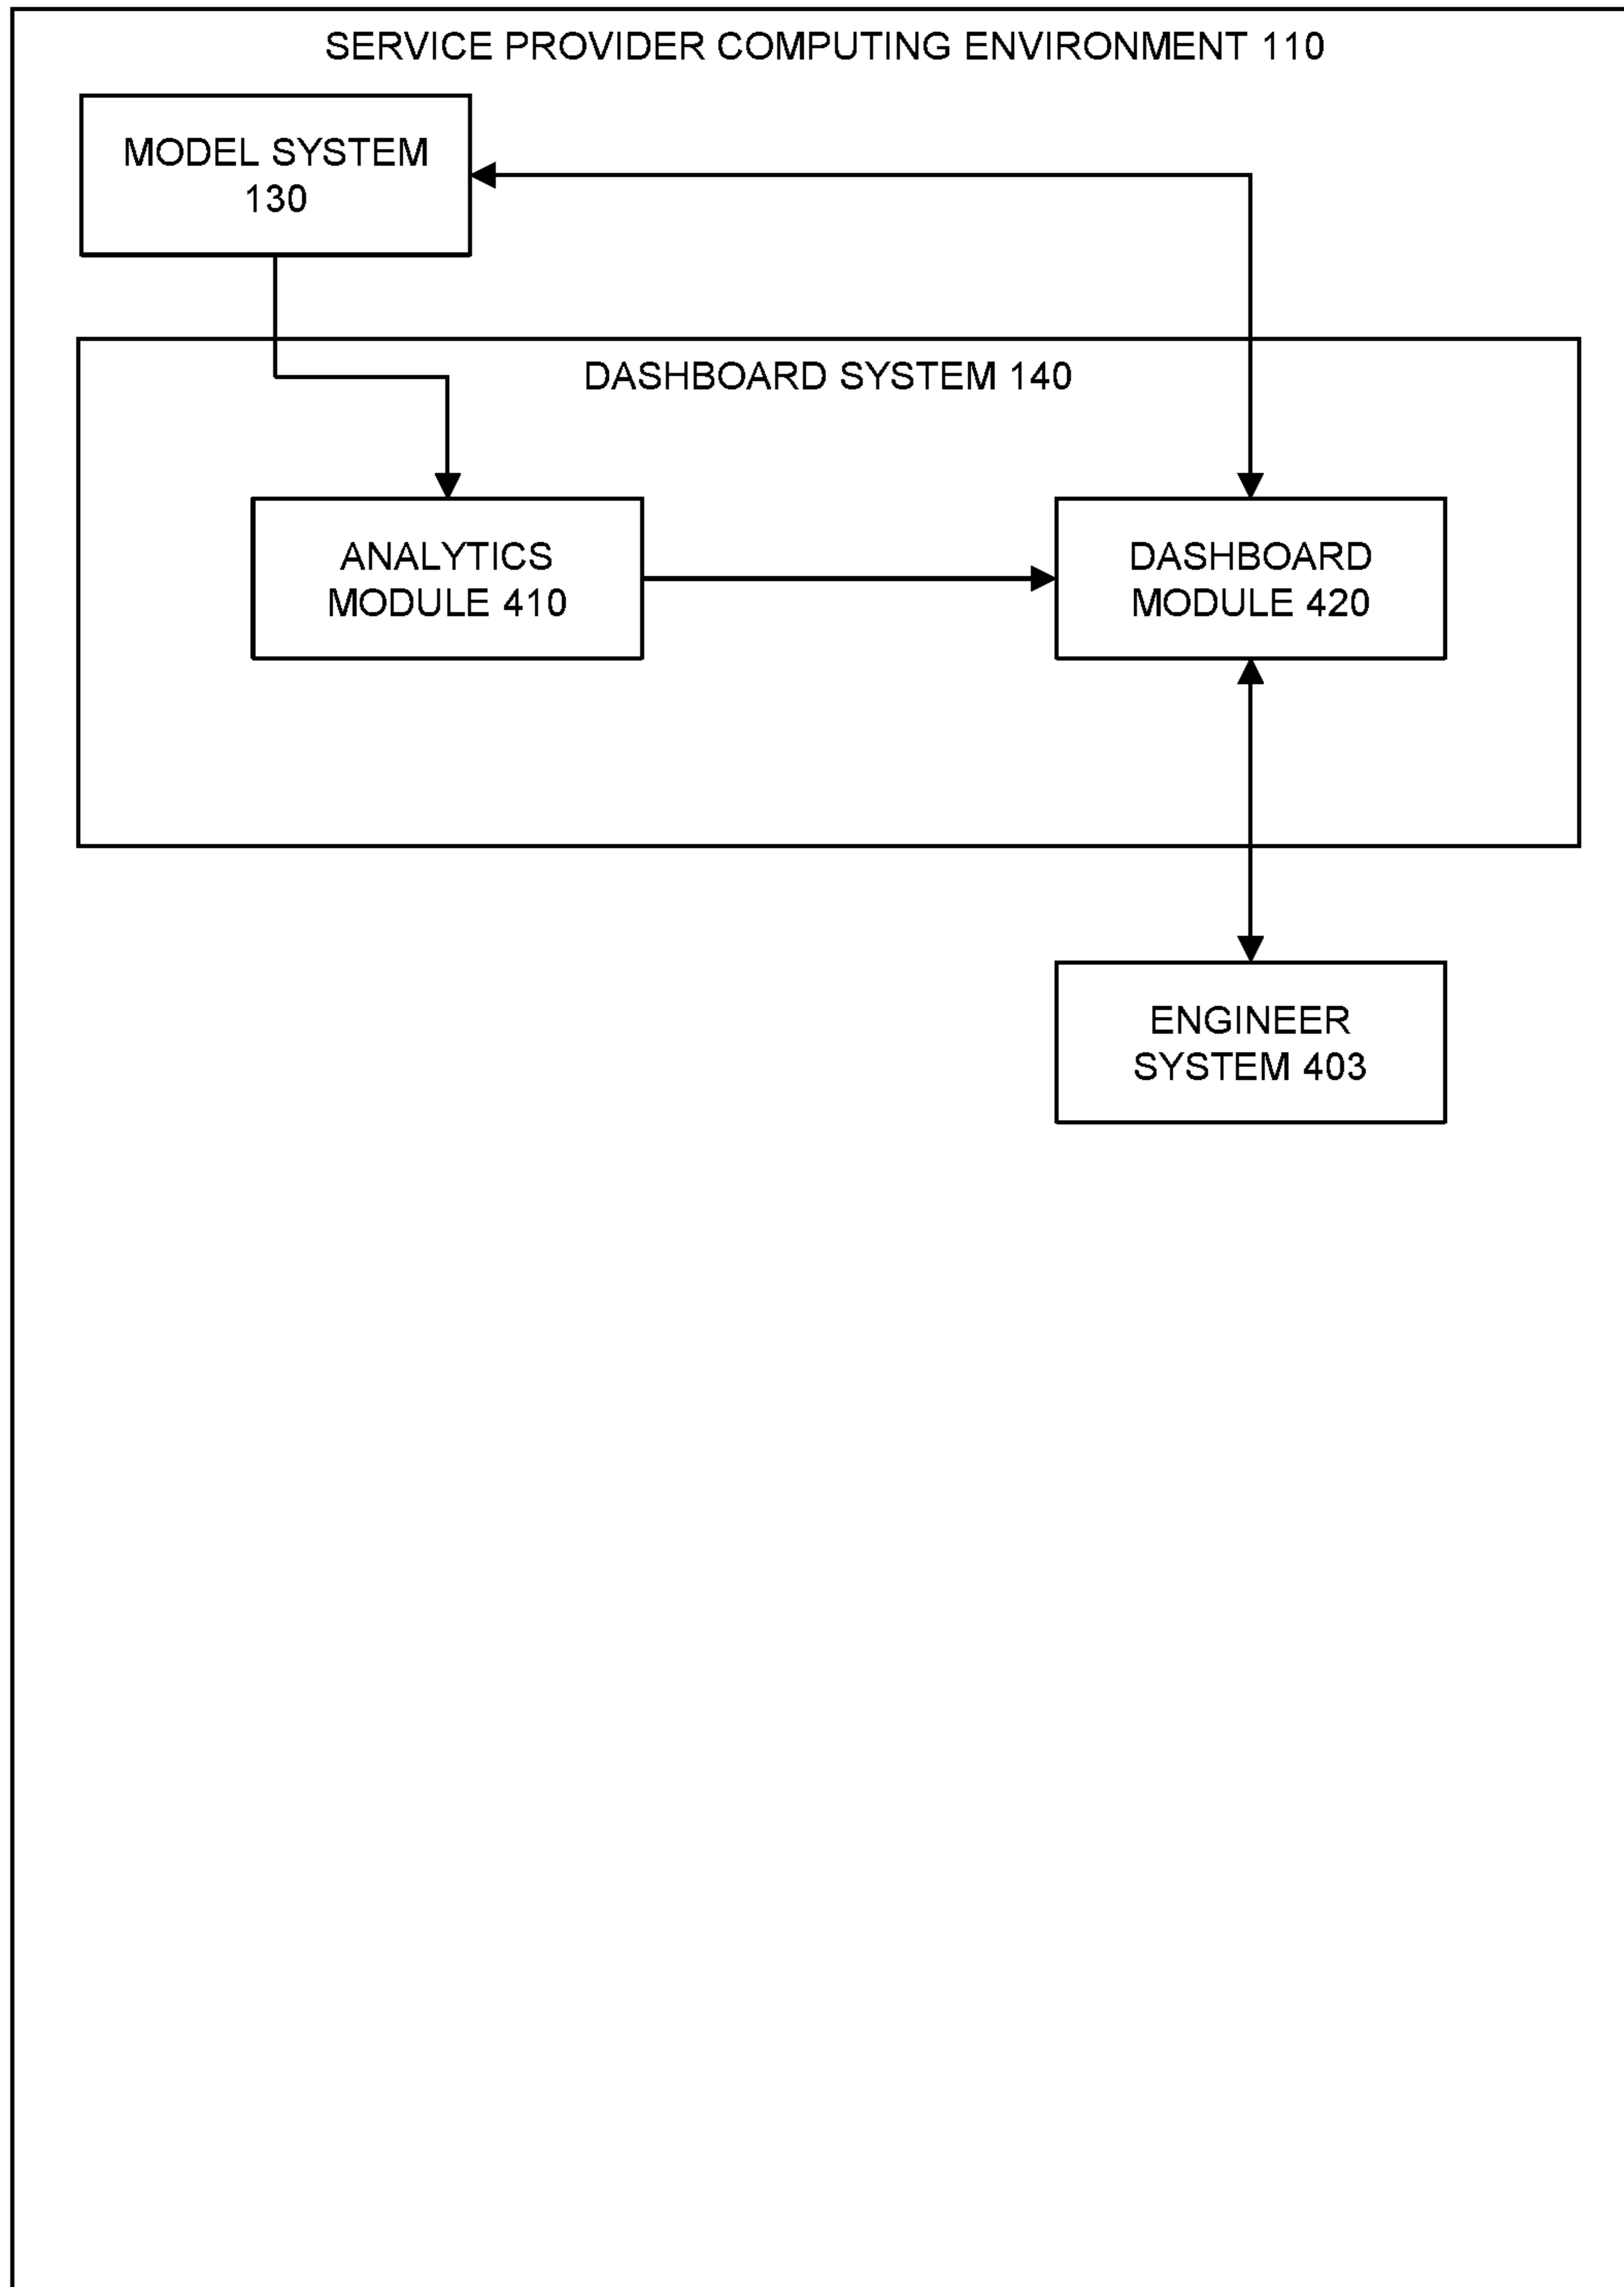 SERVICE PROVIDER COMPUTING ENVIRONMENT 110
MODEL SYSTEM
130
DASHBOARD SYSTEM 140
ANALYTICS
MODULE 410
DASHBOARD
MODULE 420
ENGINEER
SYSTEM 403